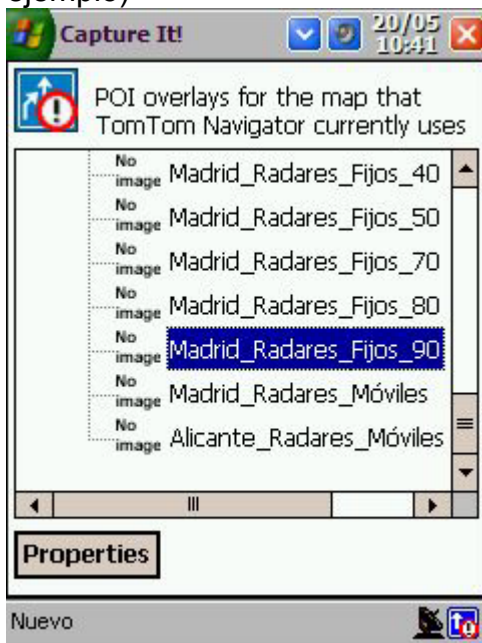 ejemplo)
Capture It!
20/05
10:41
POI overlays for the map that
TomTom Navigator currently uses
No image Madrid_Radares_Fijos_40
No image Madrid_Radares_Fijos_50
No image Madrid_Radares_Fijos_70
No image Madrid_Radares_Fijos_80
No image Madrid_Radares_Fijos_90
No image Madrid_Radares_Móviles
No image Alicante_Radares_Móviles
Properties
Nuevo